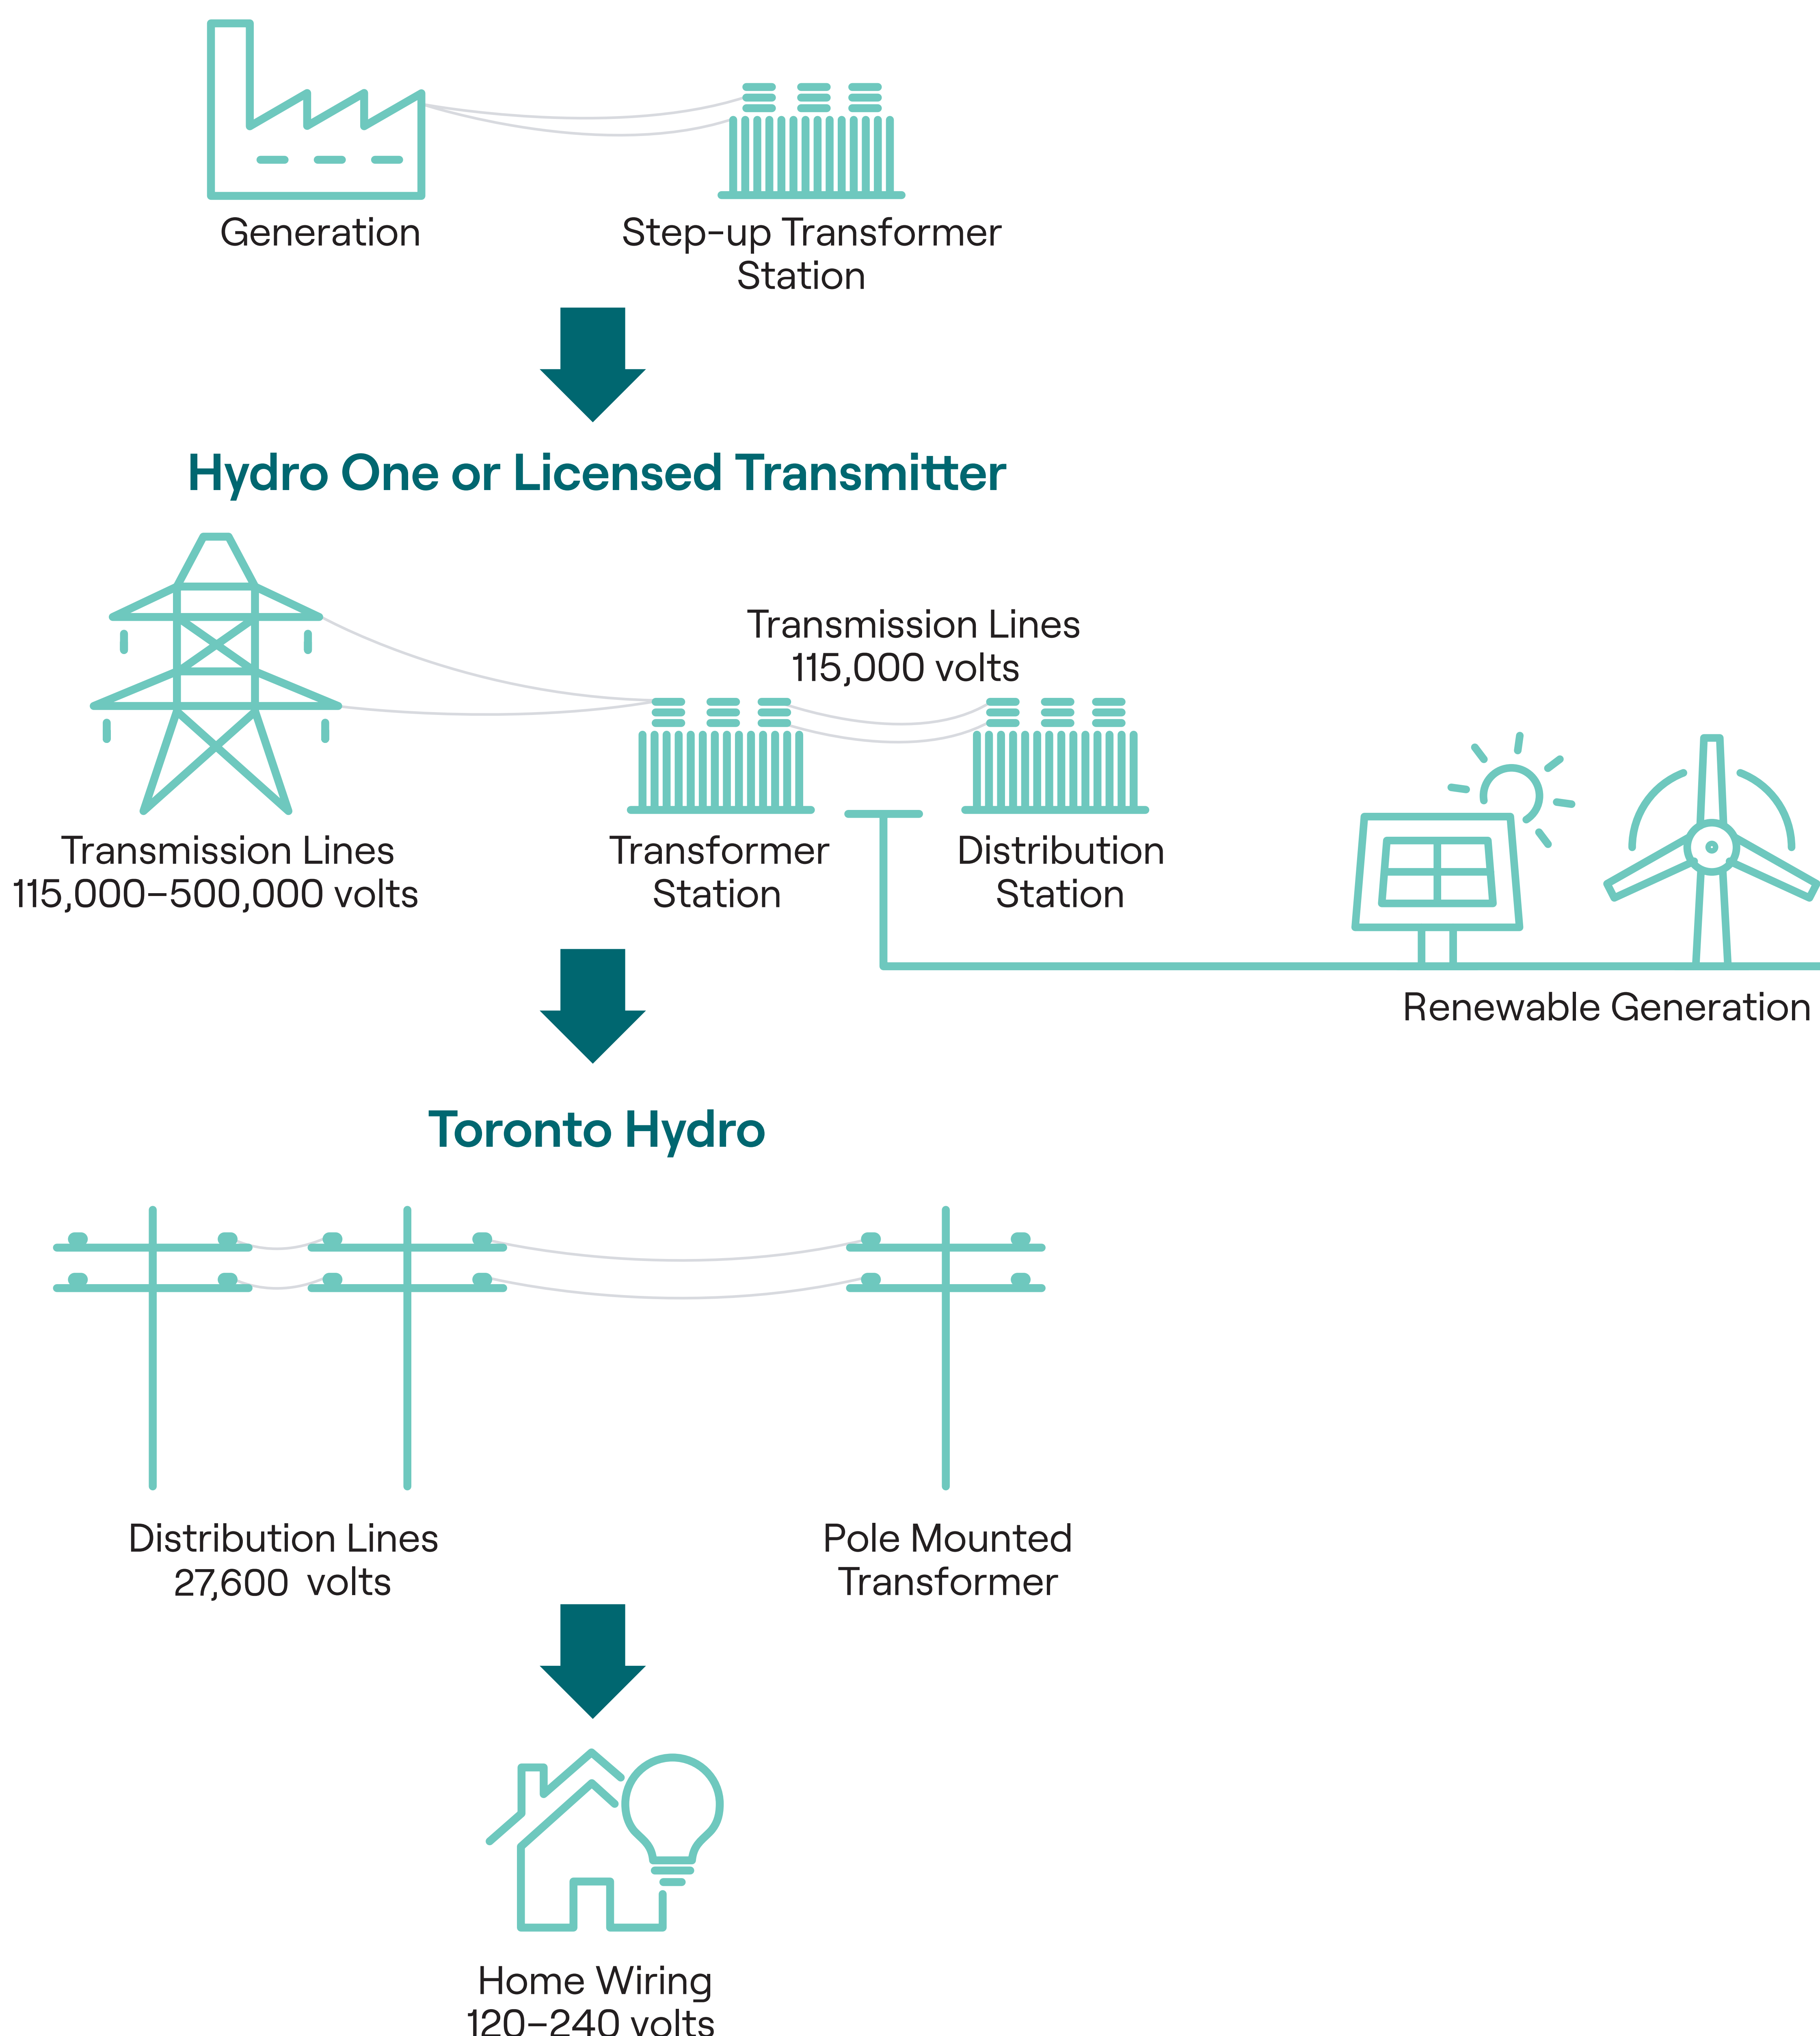 Generation
Step-up Transformer
Station
Hydro One or Licensed Transmitter
Transmission Lines
115,000 volts
Transmission Lines
115,000–500,000 volts
Transformer
Station
Distribution
Station
Renewable Generation
Toronto Hydro
Distribution Lines
27,600 volts
Pole Mounted
Transformer
Home Wiring
120–240 volts